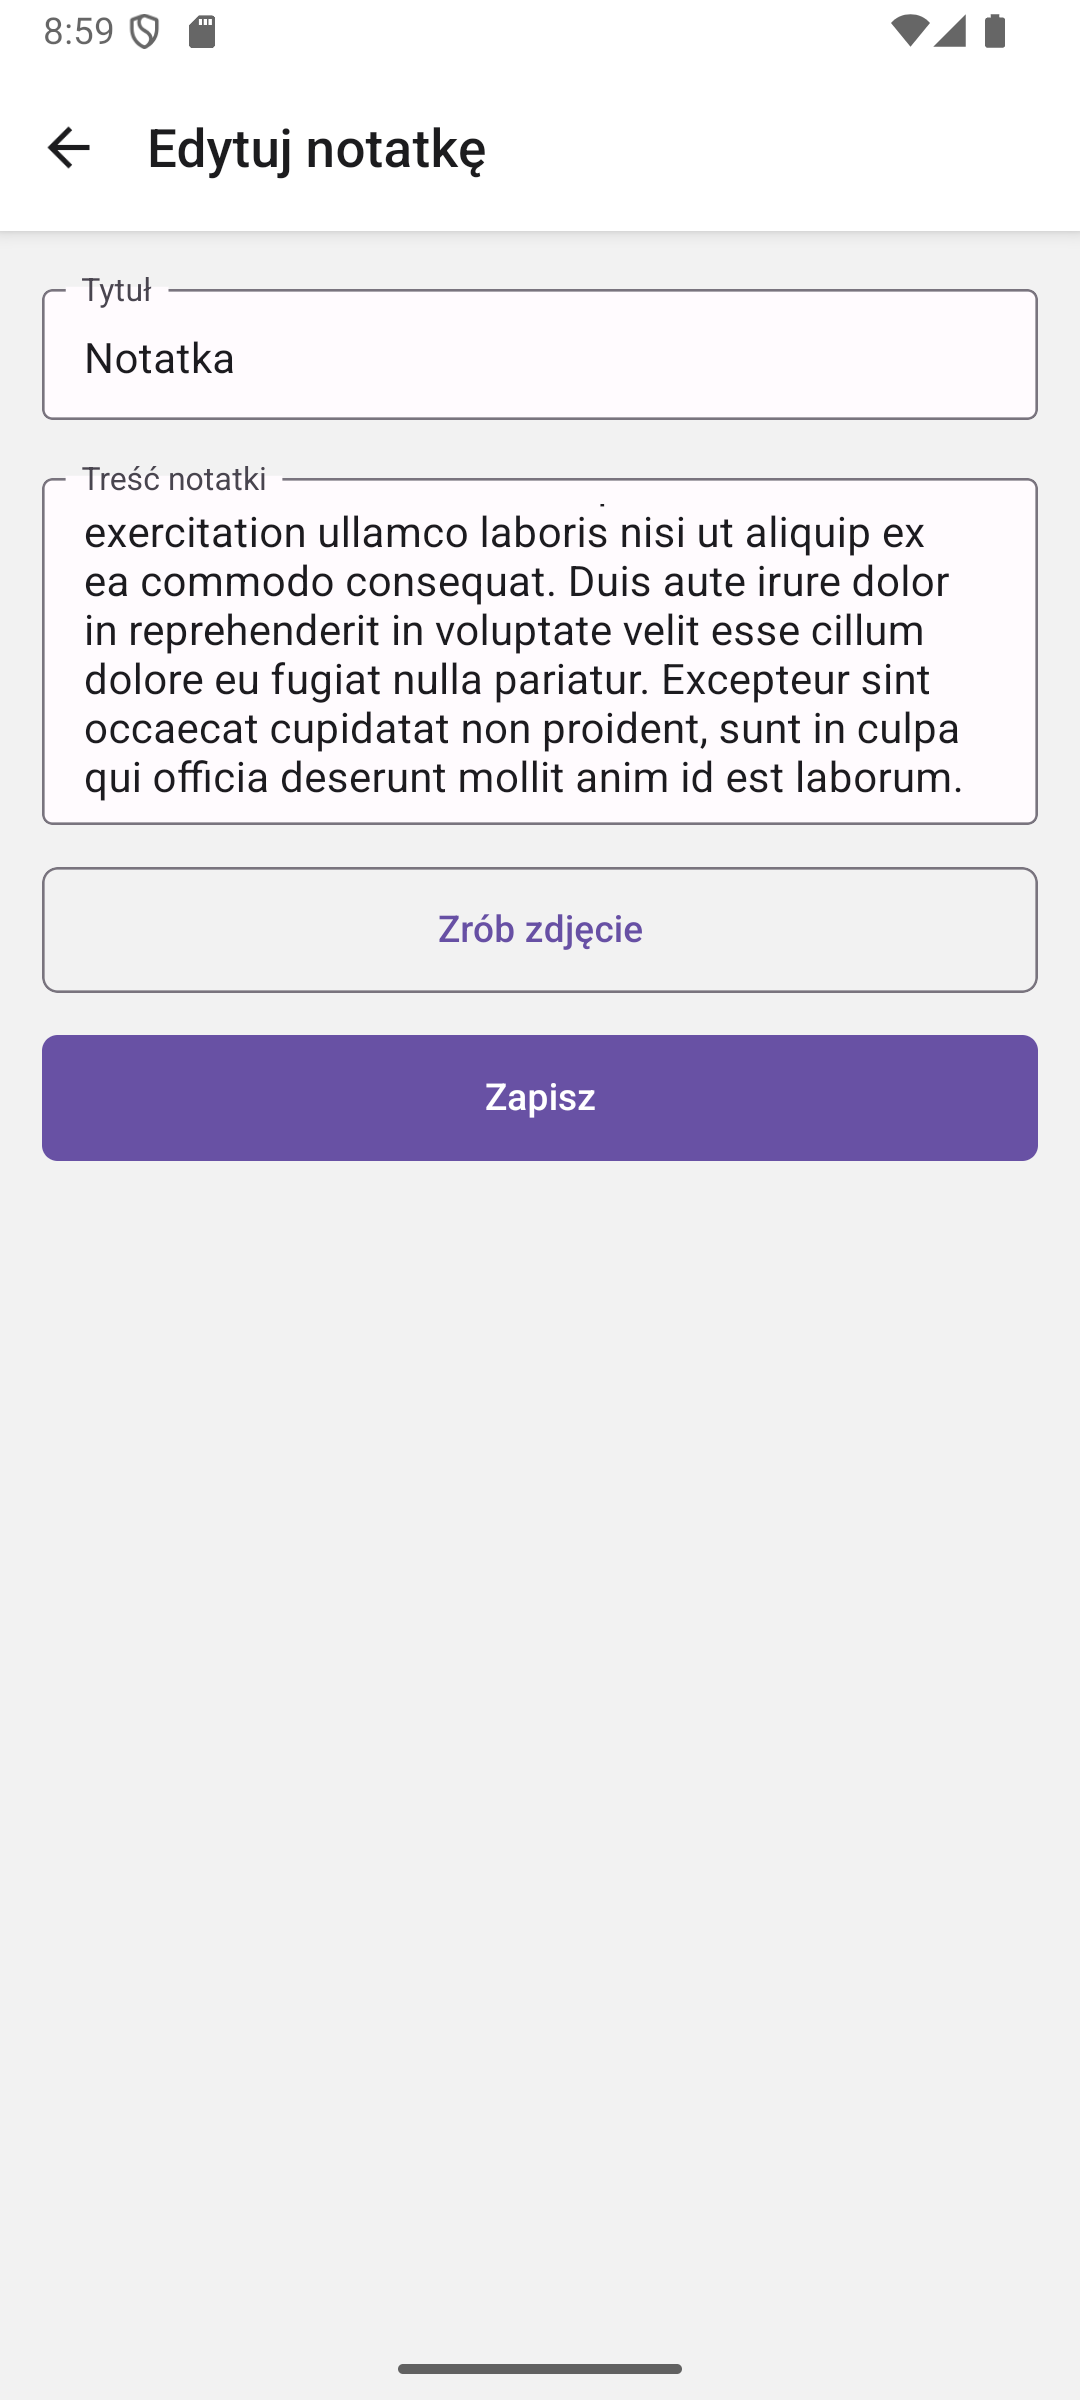 8:59
Edytuj notatkę
Tytuł
Notatka
Treść notatki
exercitation ullamco laboris nisi ut aliquip ex
ea commodo consequat. Duis aute irure dolor
in reprehenderit in voluptate velit esse cillum
dolore eu fugiat nulla pariatur. Excepteur sint
occaecat cupidatat non proident, sunt in culpa
qui officia deserunt mollit anim id est laborum.
Zrób zdjęcie
Zapisz